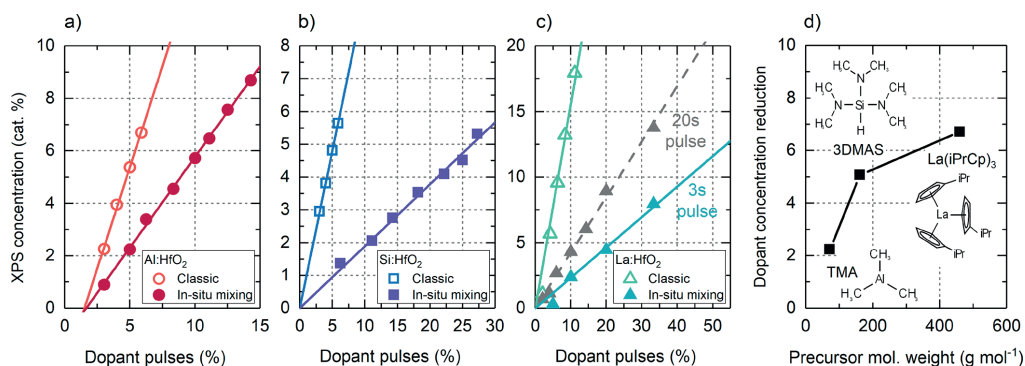 a)
b)
c)
d)
XPS concentration (cat. %)
10
8
6
4
2
0
Al:HfO2
Classic
In-situ mixing
0
5
10
15
Dopant pulses (%)
8
7
6
5
4
3
2
1
0
Si:HfO2
Classic
In-situ mixing
0
5
10
15
20
25
30
Dopant pulses (%)
20
15
10
5
0
20s
pulse
3s
pulse
La:HfO2
Classic
In-situ mixing
0
10
20
30
40
50
Dopant pulses (%)
Dopant concentration reduction
10
8
6
4
2
0
H3C
CH3
N
H3C
CH3
N
Si
N
H3C
H
CH3
3DMAS
La(iPrCp)3
iPr
La
iPr
iPr
TMA
CH3
Al
H3C
CH3
0
200
400
600
Precursor mol. weight (g mol-1)